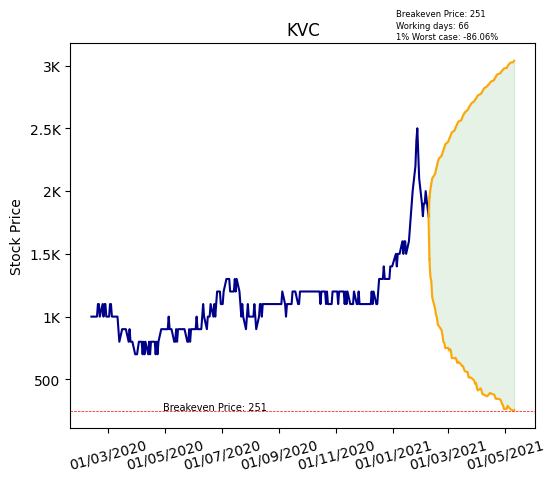 Breakeven Price: 251
Working days: 66
1% Worst case: -86.06%
KVC
Stock Price
3K
2.5K
2K
1.5K
1K
500
Breakeven Price: 251
01/03/2020
01/05/2020
01/07/2020
01/09/2020
01/11/2020
01/01/2021
01/03/2021
01/05/2021